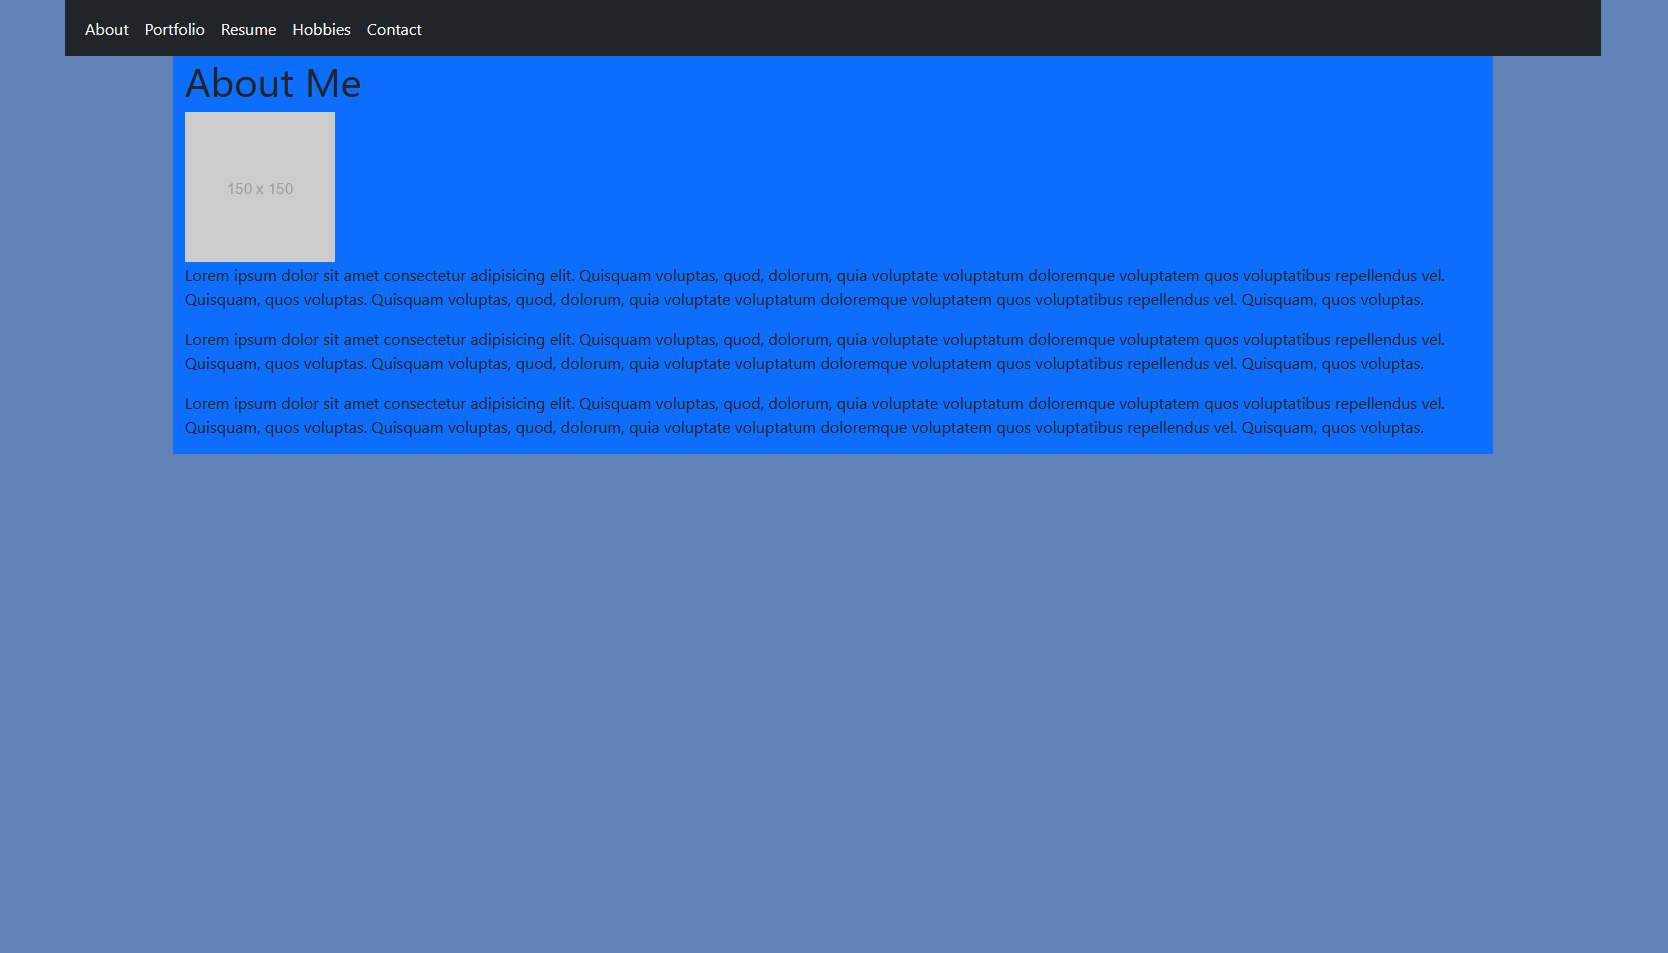 About Portfolio Resume Hobbies Contact
About Me
150 x 150
Lorem ipsum dolor sit amet consectetur adipisicing elit. Quisquam voluptas, quod, dolorum, quia voluptate voluptatum doloremque voluptatem quos voluptatibus repellendus vel.
Quisquam, quos voluptas. Quisquam voluptas, quod, dolorum, quia voluptate voluptatum doloremque voluptatem quos voluptatibus repellendus vel. Quisquam, quos voluptas.
Lorem ipsum dolor sit amet consectetur adipisicing elit. Quisquam voluptas, quod, dolorum, quia voluptate voluptatum doloremque voluptatem quos voluptatibus repellendus vel.
Quisquam, quos voluptas. Quisquam voluptas, quod, dolorum, quia voluptate voluptatum doloremque voluptatem quos voluptatibus repellendus vel. Quisquam, quos voluptas.
Lorem ipsum dolor sit amet consectetur adipisicing elit. Quisquam voluptas, quod, dolorum, quia voluptate voluptatum doloremque voluptatem quos voluptatibus repellendus vel.
Quisquam, quos voluptas. Quisquam voluptas, quod, dolorum, quia voluptate voluptatum doloremque voluptatem quos voluptatibus repellendus vel. Quisquam, quos voluptas.